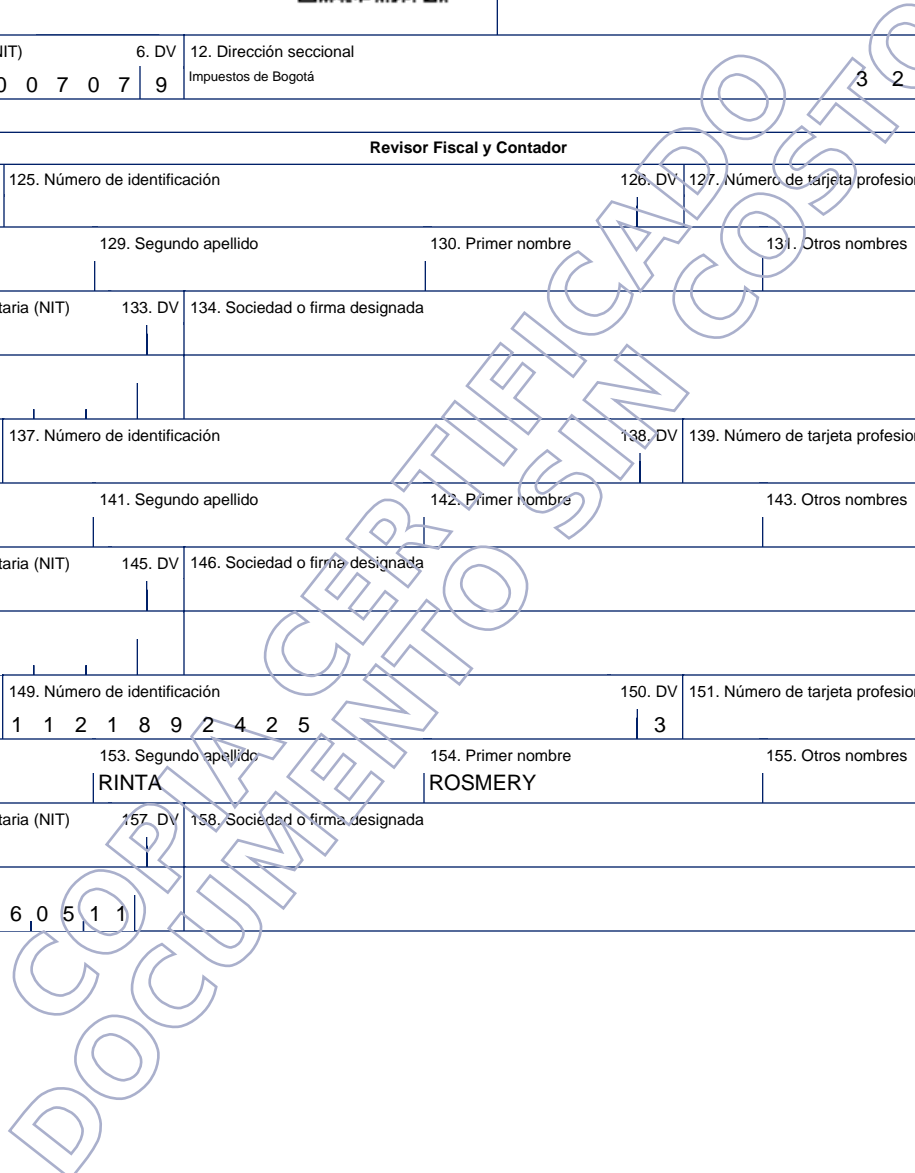 NIT) 6. DV 12. Dirección seccional
0 0 7 0 7 9 Impuestos de Bogotá 3 2
Revisor Fiscal y Contador
125. Número de identificación 126. DV 127. Número de tarjeta profesion
129. Segundo apellido 130. Primer nombre 131. Otros nombres
taria (NIT) 133. DV 134. Sociedad o firma designada
137. Número de identificación 138. DV 139. Número de tarjeta profesion
141. Segundo apellido 142. Primer nombre 143. Otros nombres
taria (NIT) 145. DV 146. Sociedad o firma designada
149. Número de identificación 150. DV 151. Número de tarjeta profesion
1 1 2 1 8 9 2 4 2 5 3
153. Segundo apellido 154. Primer nombre 155. Otros nombres
RINTA ROSMERY
taria (NIT) 157. DV 158. Sociedad o firma designada
6 0 5 1 1
COPIA CERTIFICADO
DOCUMENTO SIN COSTO